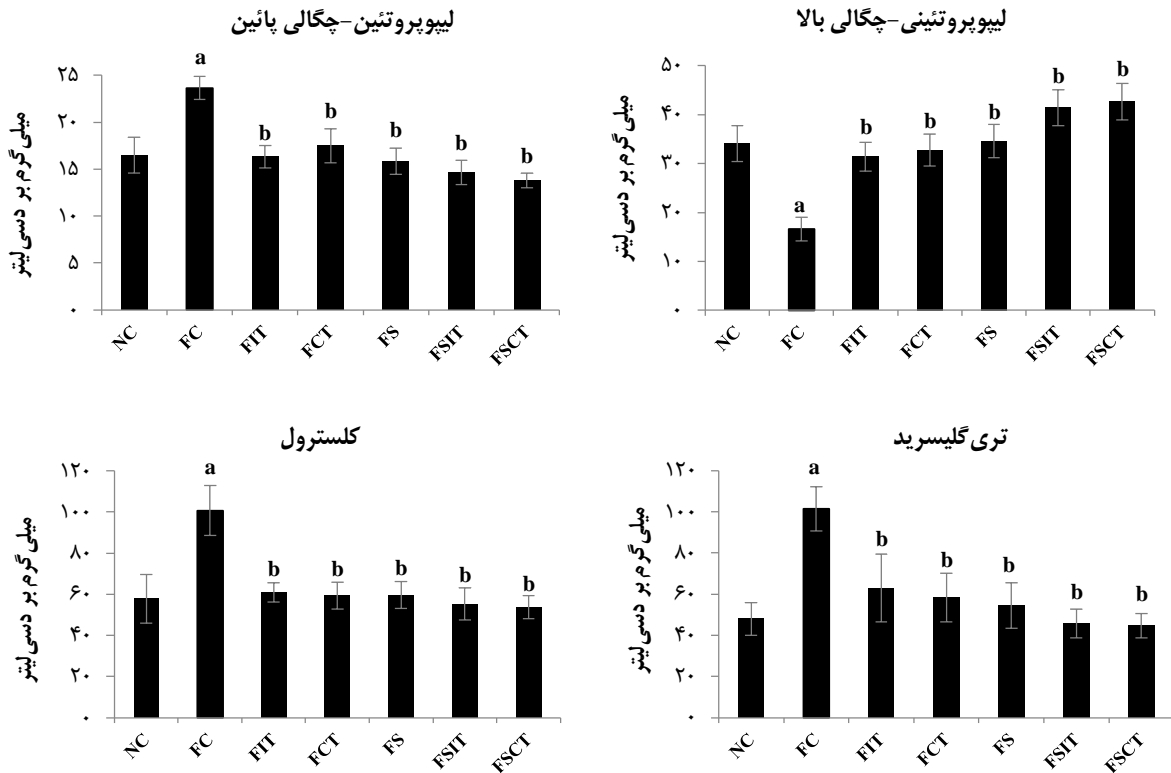 لیپوپروتئین-چگالی پائین
میلی گرم بر دسی لیتر
۲۵
۲۰
۱۵
۱۰
۵
۰
a
b
b
b
b
b
NC
FC
FIT
FCT
FS
FSIT
FSCT
لیپوپروتئینی-چگالی بالا
میلی گرم بر دسی لیتر
۵۰
۴۰
۳۰
۲۰
۱۰
۰
a
b
b
b
b
b
NC
FC
FIT
FCT
FS
FSIT
FSCT
کلسترول
میلی گرم بر دسی لیتر
۱۲۰
۱۰۰
۸۰
۶۰
۴۰
۲۰
۰
a
b
b
b
b
b
NC
FC
FIT
FCT
FS
FSIT
FSCT
تری گلیسرید
میلی گرم بر دسی لیتر
۱۲۰
۱۰۰
۸۰
۶۰
۴۰
۲۰
۰
a
b
b
b
b
b
NC
FC
FIT
FCT
FS
FSIT
FSCT